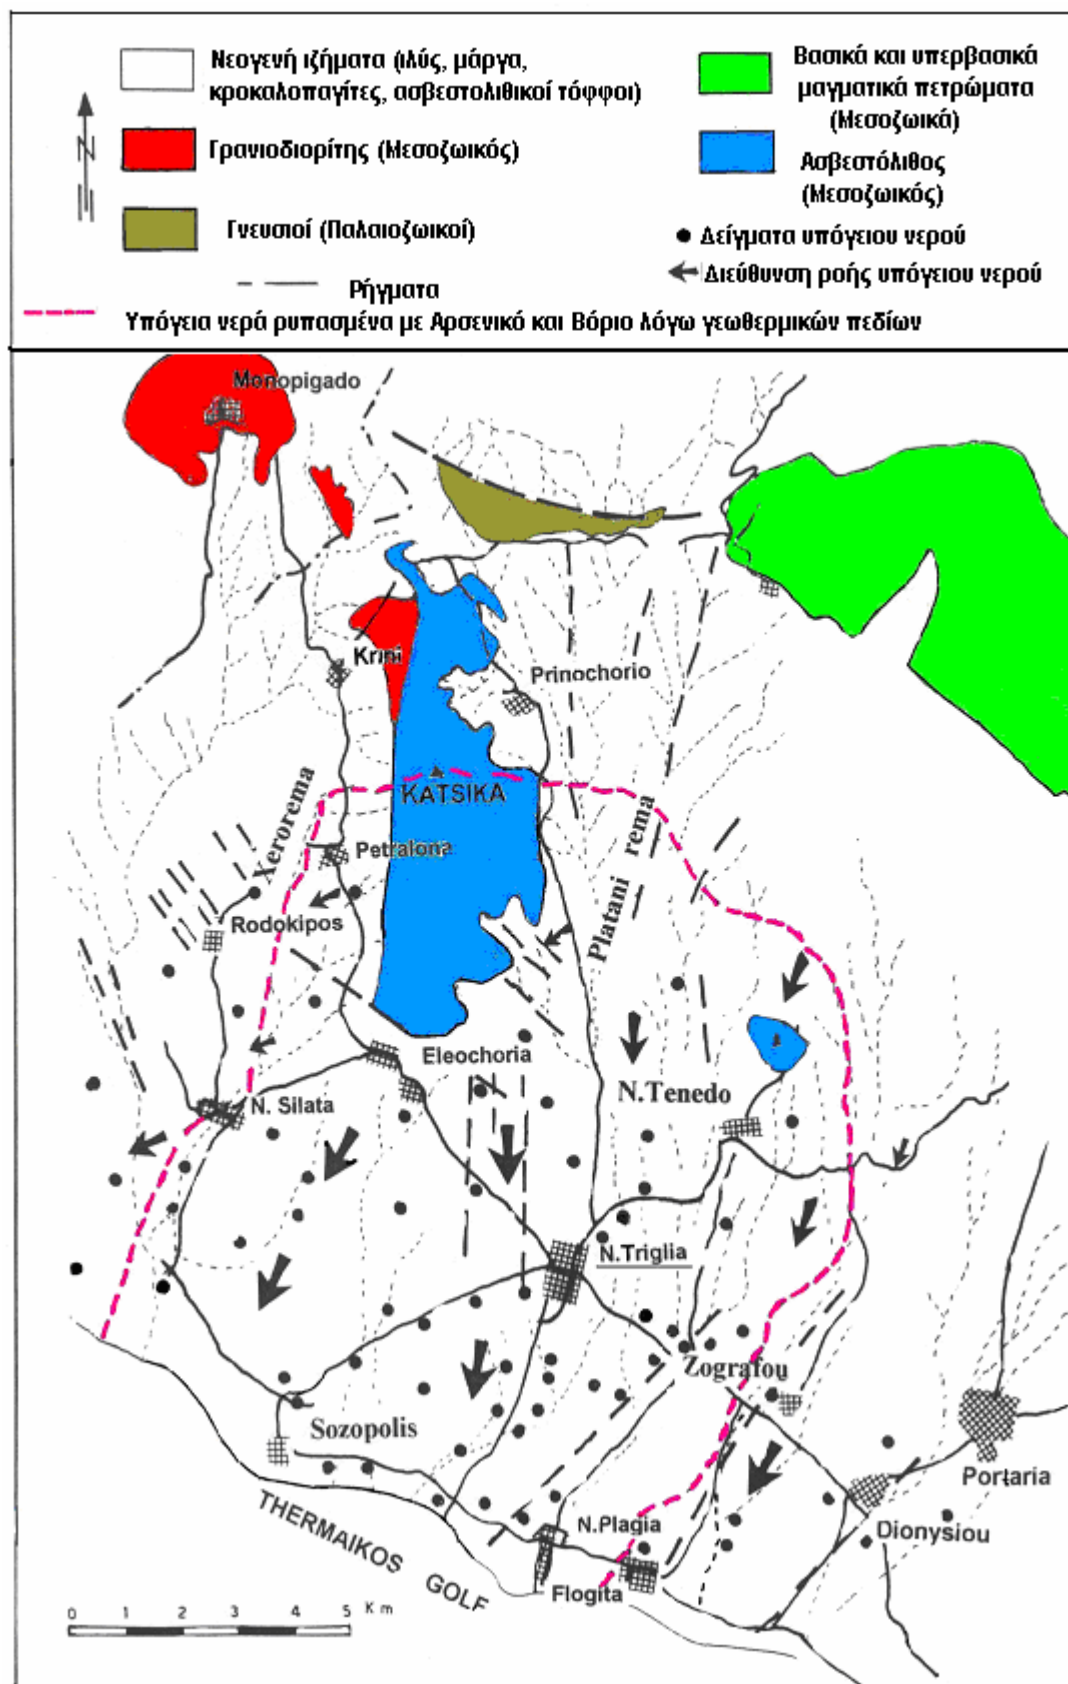 Νεογενή ιζήματα (ιλύς, μάργα,
κροκαλοπαγίτες, ασβεστολιθικοί τόφφοι)
Γρανιοδιορίτης (Μεσοζωικός)
Γνευσιοί (Παλαιοζωικοί)
Ρήγματα
Βασικά και υπερβασικά
μαγματικά πετρώματα
(Μεσοζωικά)
Ασβεστόλιθος
(Μεσοζωικός)
Δείγματα υπόγειου νερού
Διεύθυνση ροής υπόγειου νερού
Υπόγεια νερά ρυπασμένα με Αρσενικό και Βόριο λόγω γεωθερμικών πεδίων
N
Monopigado
Krini
Prinochorio
KATSIKA
Xerorema
Petralona
Platani rema
Rodokipos
Eleochoria
N. Silata
N.Tenedo
N.Triglia
Zografou
Sozopolis
Portaria
N.Plagia
Dionysiou
THERMAIKOS GOLF
Flogita
0 1 2 3 4 5 Km